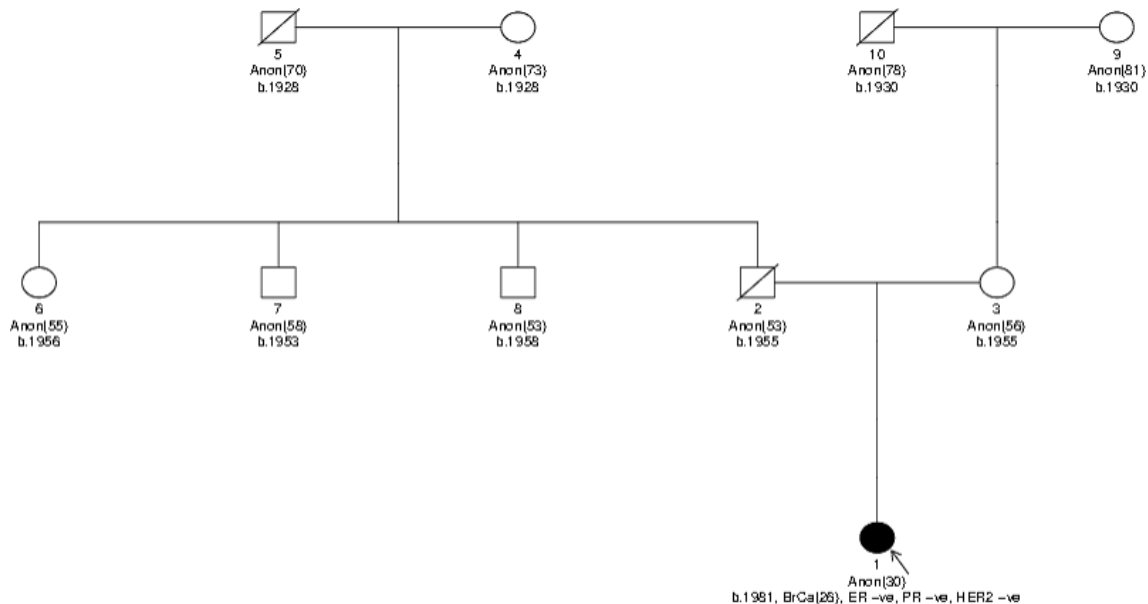 5
Anon(70)
b.1928
4
Anon(73)
b.1928
10
Anon(78)
b.1930
9
Anon(81)
b.1930
6
Anon(55)
b.1956
7
Anon(58)
b.1953
8
Anon(53)
b.1958
2
Anon(53)
b.1955
3
Anon(56)
b.1955
1
Anon(30)
b.1981, BrCa(26), ER -ve, PR -ve, HER2 -ve